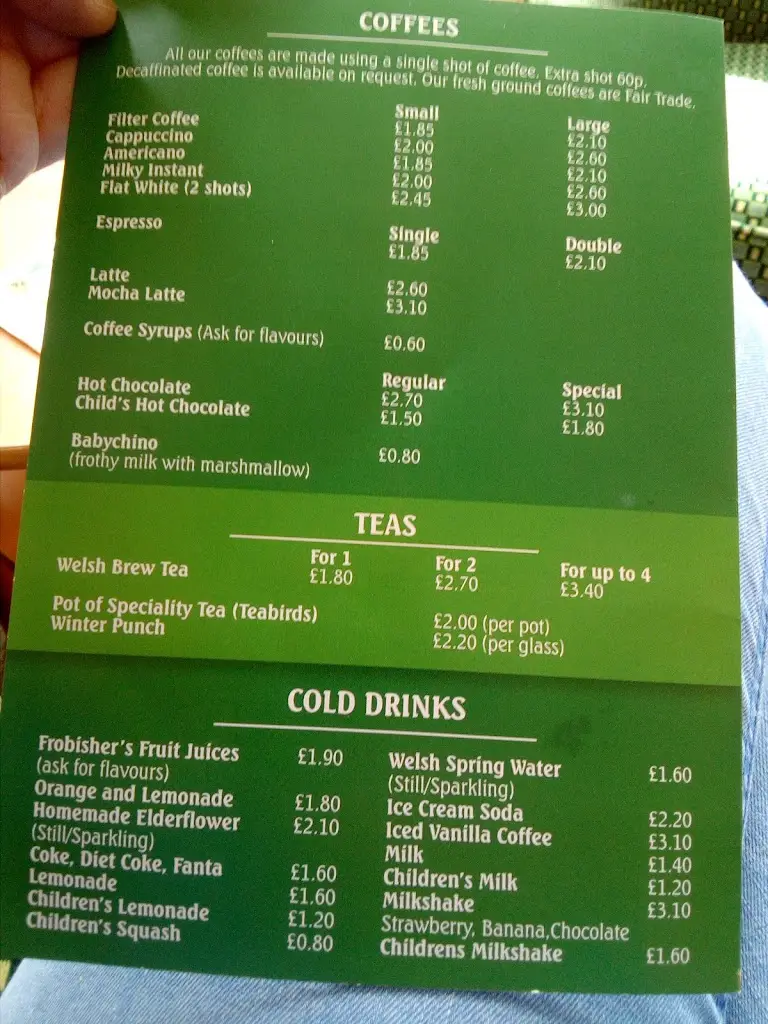 COFFEES
All our coffees are made using a single shot of coffee. Extra shot 60p.
Decaffinated coffee is available on request. Our fresh ground coffees are Fair Trade.
Small Large
Filter Coffee £1.85 £2.10
Cappuccino £2.00 £2.60
Americano £1.85 £2.10
Milky Instant £2.00 £2.60
Flat White (2 shots) £2.45 £3.00
Single Double
Espresso £1.85 £2.10
Latte £2.60
Mocha Latte £3.10
Coffee Syrups (Ask for flavours) £0.60
Regular Special
Hot Chocolate £2.70 £3.10
Child's Hot Chocolate £1.50 £1.80
Babychino £0.80
(frothy milk with marshmallow)
TEAS
For 1 For 2 For up to 4
Welsh Brew Tea £1.80 £2.70 £3.40
Pot of Speciality Tea (Teabirds) £2.00 (per pot)
Winter Punch £2.20 (per glass)
COLD DRINKS
Frobisher's Fruit Juices £1.90
(ask for flavours)
Orange and Lemonade £1.80
Homemade Elderflower £2.10
(Still/Sparkling)
Coke, Diet Coke, Fanta £1.60
Lemonade £1.60
Children's Lemonade £1.20
Children's Squash £0.80
Welsh Spring Water £1.60
(Still/Sparkling)
Ice Cream Soda £2.20
Iced Vanilla Coffee £3.10
Milk £1.40
Children's Milk £1.20
Milkshake £3.10
Strawberry, Banana,Chocolate
Childrens Milkshake £1.60